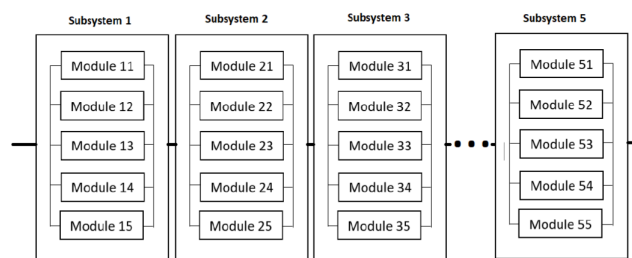 Subsystem 1
Subsystem 2
Subsystem 3
Subsystem 5
Module 11
Module 12
Module 13
Module 14
Module 15
Module 21
Module 22
Module 23
Module 24
Module 25
Module 31
Module 32
Module 33
Module 34
Module 35
Module 51
Module 52
Module 53
Module 54
Module 55